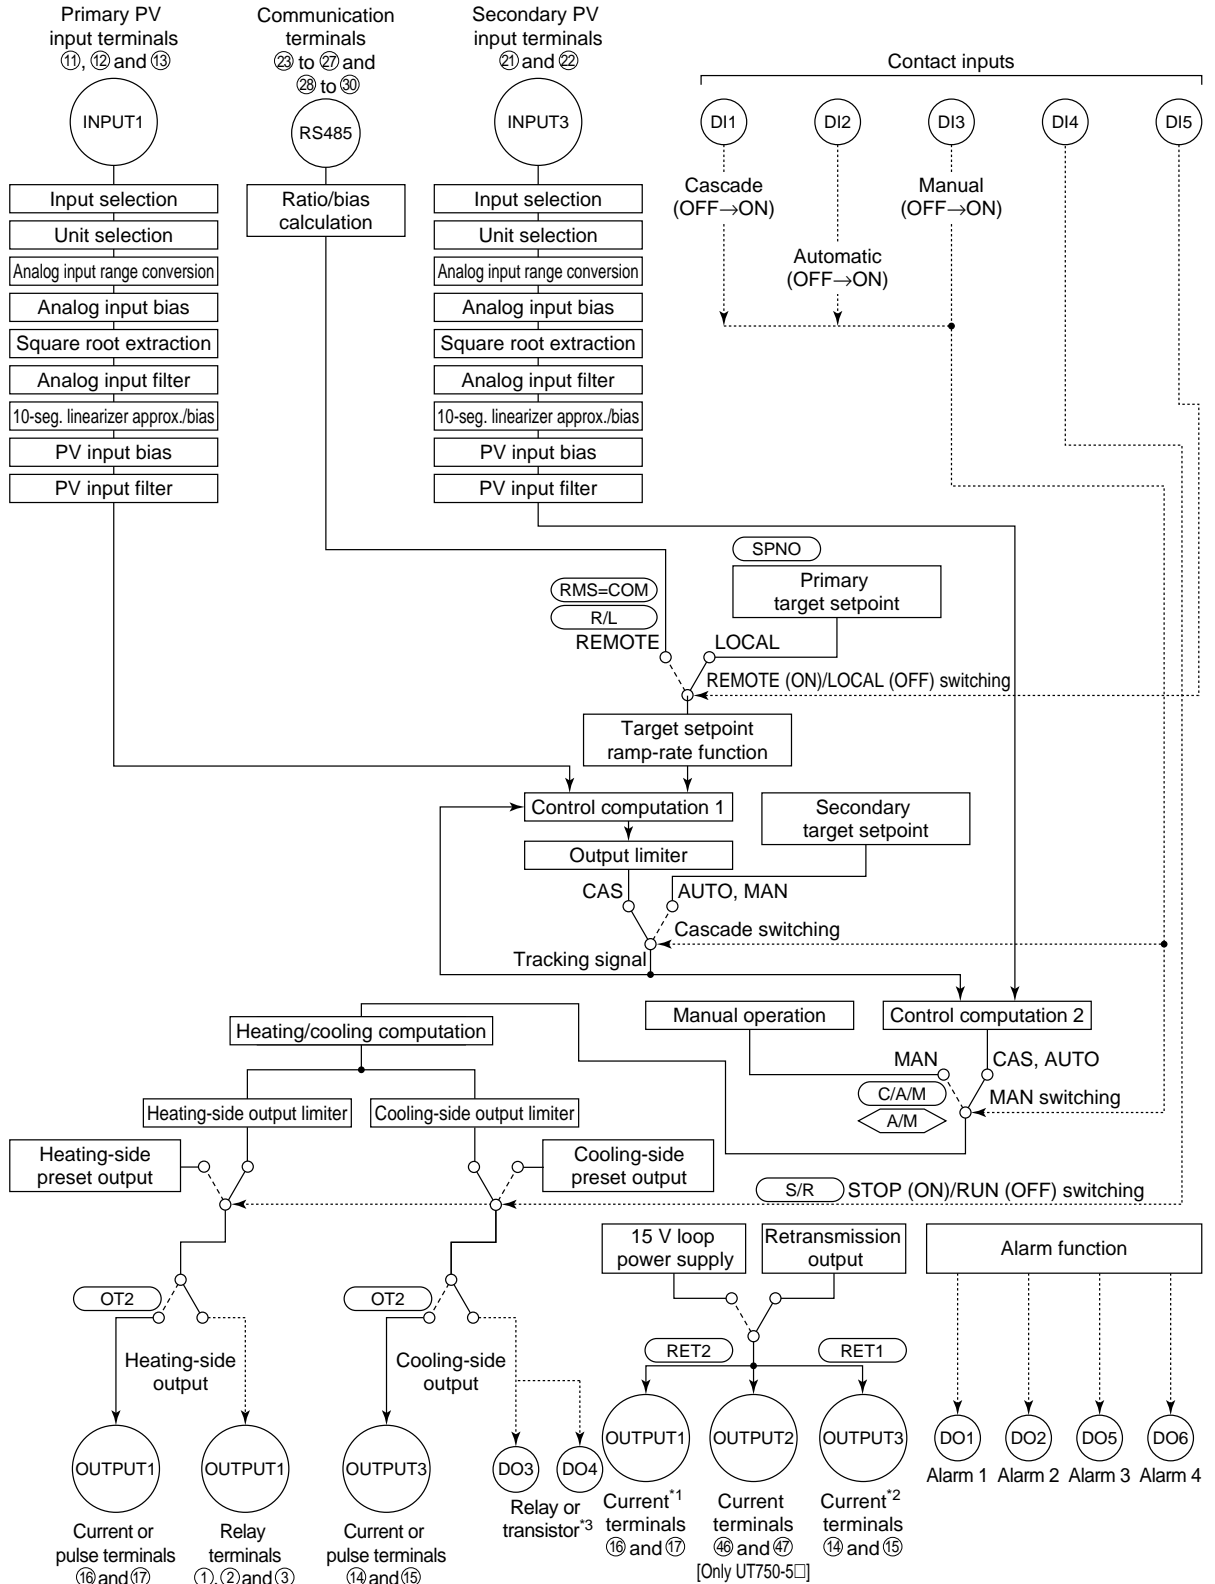 Primary PV
input terminals
⑪, ⑫ and ⑬
INPUT1
Communication
terminals
㉓ to ㉗ and
㉘ to ㉚
RS485
Secondary PV
input terminals
㉑ and ㉒
INPUT3
Contact inputs
DI1
DI2
DI3
DI4
DI5
Input selection
Unit selection
Analog input range conversion
Analog input bias
Square root extraction
Analog input filter
10-seg. linearizer approx./bias
PV input bias
PV input filter
Ratio/bias
calculation
Input selection
Unit selection
Analog input range conversion
Analog input bias
Square root extraction
Analog input filter
10-seg. linearizer approx./bias
PV input bias
PV input filter
Cascade
(OFF→ON)
Automatic
(OFF→ON)
Manual
(OFF→ON)
SPNO
Primary
target setpoint
RMS=COM
R/L
REMOTE
LOCAL
REMOTE (ON)/LOCAL (OFF) switching
Target setpoint
ramp-rate function
Control computation 1
Secondary
target setpoint
Output limiter
CAS
AUTO, MAN
Cascade switching
Tracking signal
Heating/cooling computation
Manual operation
Control computation 2
MAN
CAS, AUTO
C/A/M
A/M
MAN switching
Heating-side output limiter
Cooling-side output limiter
Heating-side
preset output
Cooling-side
preset output
S/R
STOP (ON)/RUN (OFF) switching
15 V loop
power supply
Retransmission
output
Alarm function
OT2
Heating-side
output
OT2
Cooling-side
output
RET2
RET1
OUTPUT1
OUTPUT1
OUTPUT3
DO3
DO4
OUTPUT1
OUTPUT2
OUTPUT3
DO1
DO2
DO5
DO6
Alarm 1
Alarm 2
Alarm 3
Alarm 4
Current or
pulse terminals
⑯ and ⑰
Relay
terminals
①, ② and ③
Current or
pulse terminals
⑭ and ⑮
Relay or
transistor*3
Current*1
terminals
⑯ and ⑰
Current
terminals
㊻ and ㊼
[Only UT750-5□]
Current*2
terminals
⑭ and ⑮